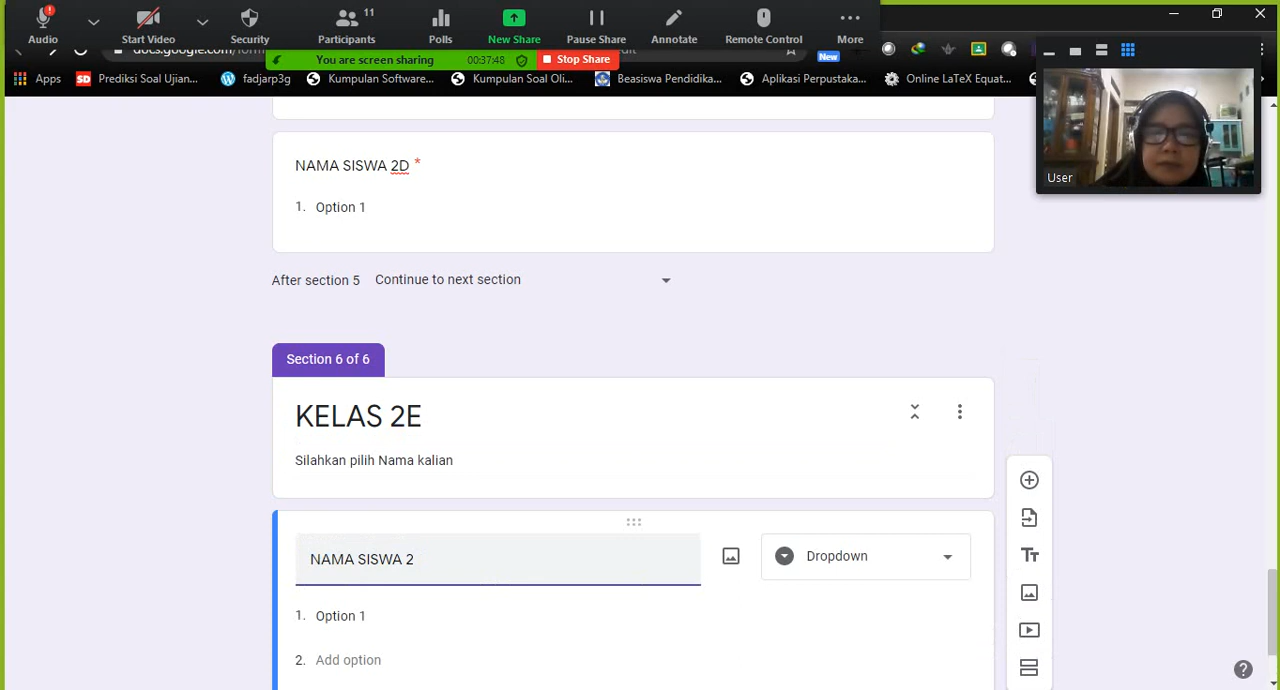 Audio
Start Video
Security
Participants
11
Polls
New Share
Pause Share
Annotate
Remote Control
More
You are screen sharing
00:37:48
Stop Share
New
Apps
Prediksi Soal Ujian...
fadjarp3g
Kumpulan Software...
Kumpulan Soal Oli...
Beasiswa Pendidika...
Aplikasi Perpustaka...
Online LaTeX Equat...
User
NAMA SISWA 2D *
1. Option 1
After section 5 Continue to next section
Section 6 of 6
KELAS 2E
Silahkan pilih Nama kalian
NAMA SISWA 2
Dropdown
1. Option 1
2. Add option